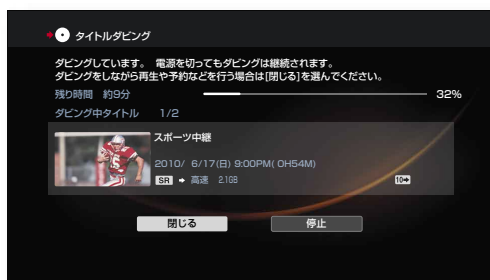 タイトルダビング
ダビングしています。 電源を切ってもダビングは継続されます。
ダビングをしながら再生や予約などを行う場合は[閉じる]を選んでください。
残り時間 約9分 32%
ダビング中タイトル 1/2
スポーツ中継
2010/ 6/17(日) 9:00PM( 0H54M)
SR ➡ 高速 2.1GB 10➡
閉じる 停止